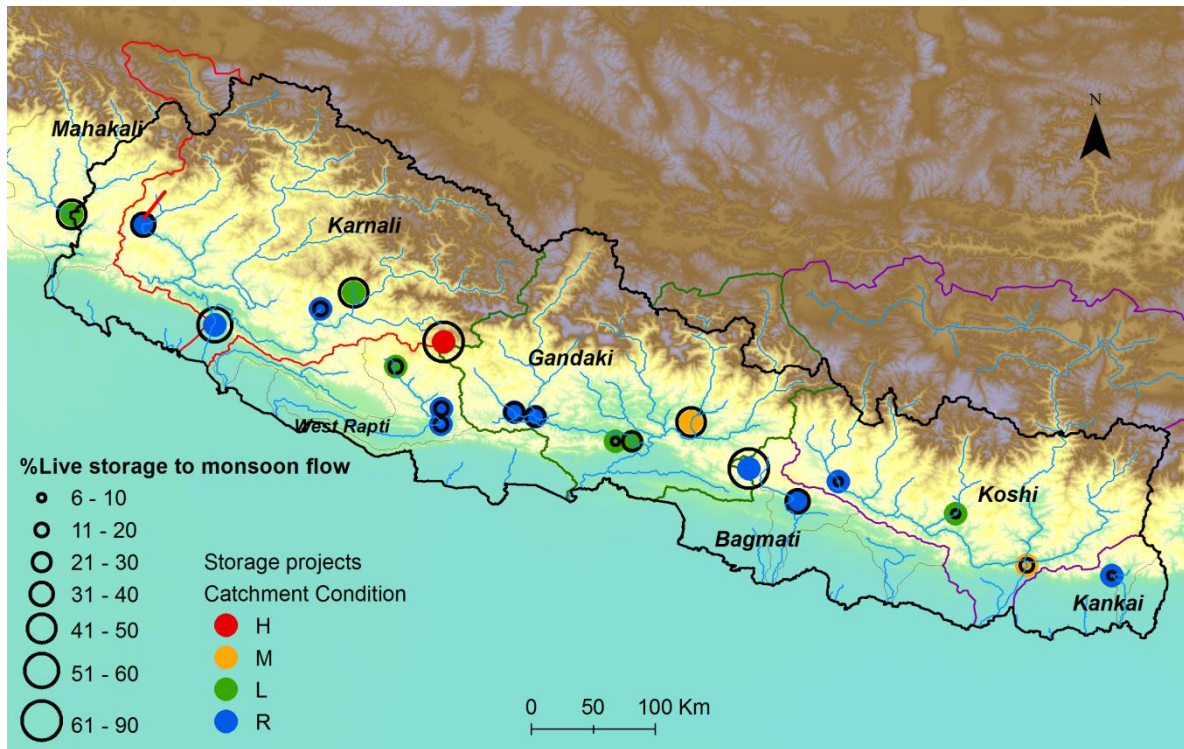 N
Mahakali
Karnali
Gandaki
West Rapti
Koshi
Bagmati
Kankai
%Live storage to monsoon flow
6 - 10
11 - 20
21 - 30
31 - 40
41 - 50
51 - 60
61 - 90
Storage projects
Catchment Condition
H
M
L
R
0 50 100 Km